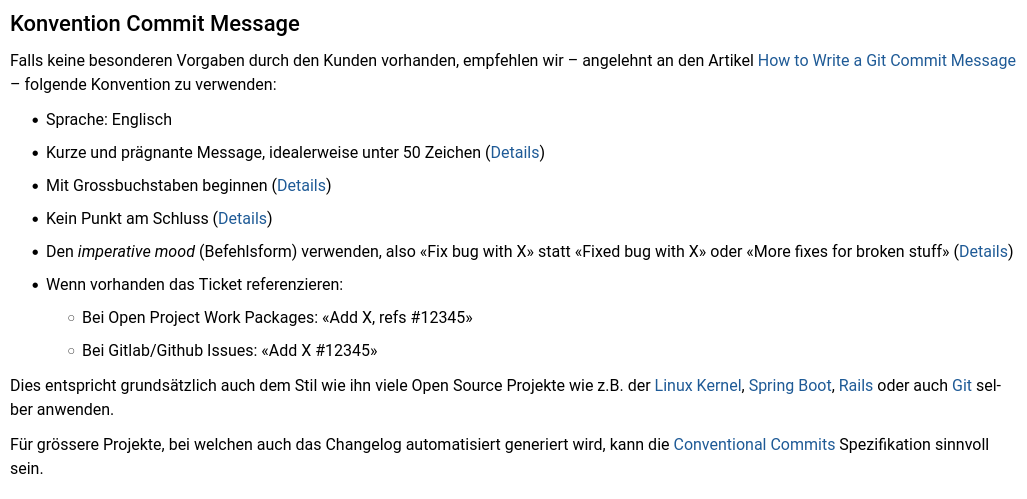 Konvention Commit Message
Falls keine besonderen Vorgaben durch den Kunden vorhanden, empfehlen wir – angelehnt an den Artikel How to Write a Git Commit Message
– folgende Konvention zu verwenden:
• Sprache: Englisch
• Kurze und prägnante Message, idealerweise unter 50 Zeichen (Details)
• Mit Grossbuchstaben beginnen (Details)
• Kein Punkt am Schluss (Details)
• Den imperative mood (Befehlsform) verwenden, also «Fix bug with X» statt «Fixed bug with X» oder «More fixes for broken stuff» (Details)
• Wenn vorhanden das Ticket referenzieren:
○ Bei Open Project Work Packages: «Add X, refs #12345»
○ Bei Gitlab/Github Issues: «Add X #12345»
Dies entspricht grundsätzlich auch dem Stil wie ihn viele Open Source Projekte wie z.B. der Linux Kernel, Spring Boot, Rails oder auch Git sel-
ber anwenden.
Für grössere Projekte, bei welchen auch das Changelog automatisiert generiert wird, kann die Conventional Commits Spezifikation sinnvoll
sein.